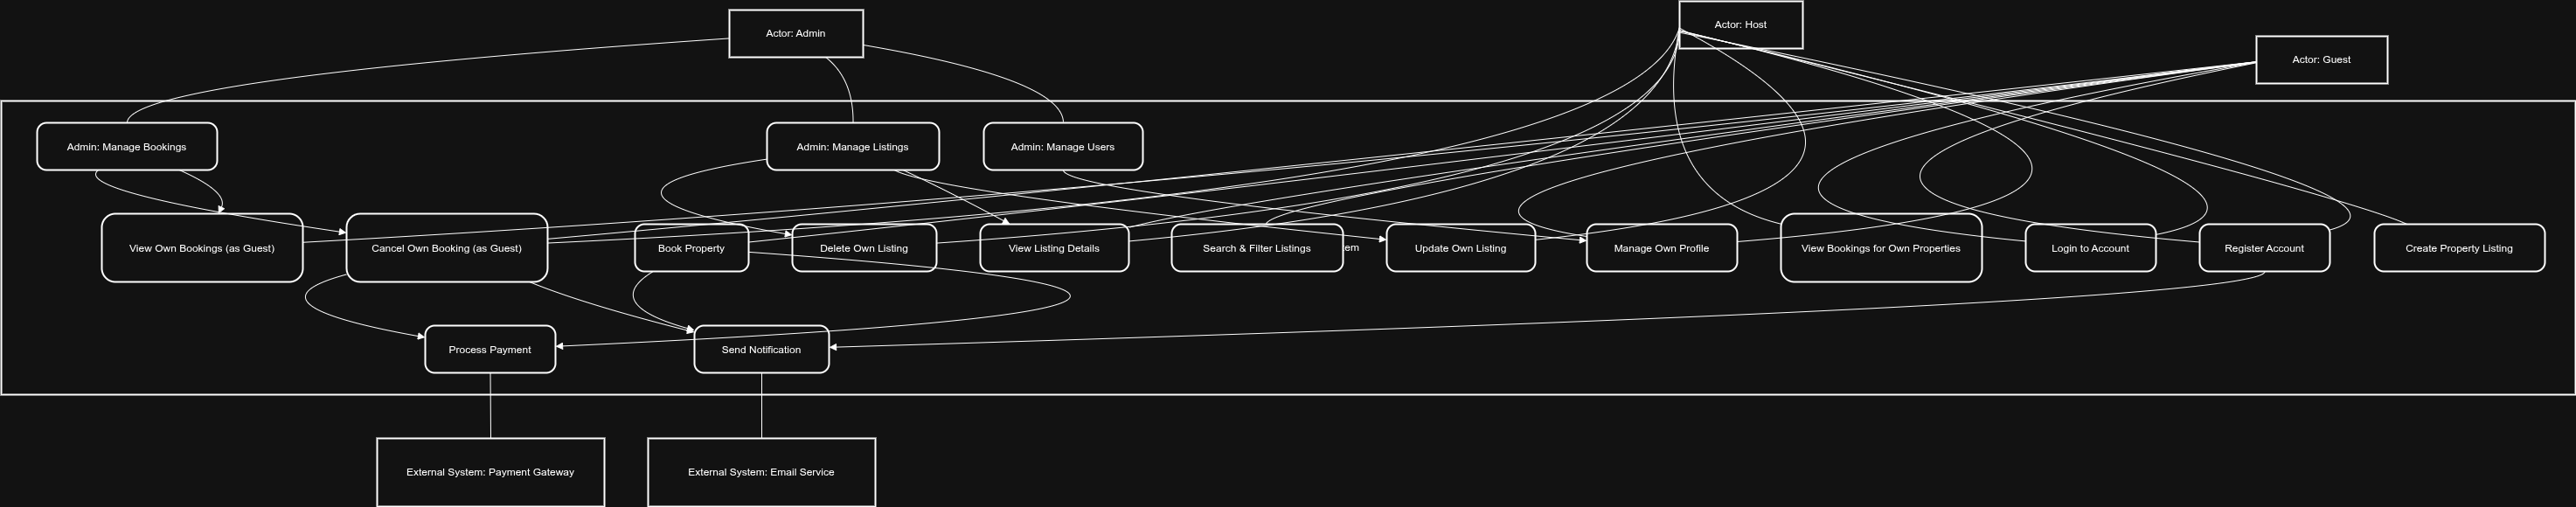 Actor: Host
Actor: Admin
Actor: Guest
Admin: Manage Bookings
Admin: Manage Listings
Admin: Manage Users
View Own Bookings (as Guest)
Cancel Own Booking (as Guest)
Book Property
Delete Own Listing
View Listing Details
Search & Filter Listings
em
Update Own Listing
Manage Own Profile
View Bookings for Own Properties
Login to Account
Register Account
Create Property Listing
Process Payment
Send Notification
External System: Payment Gateway
External System: Email Service